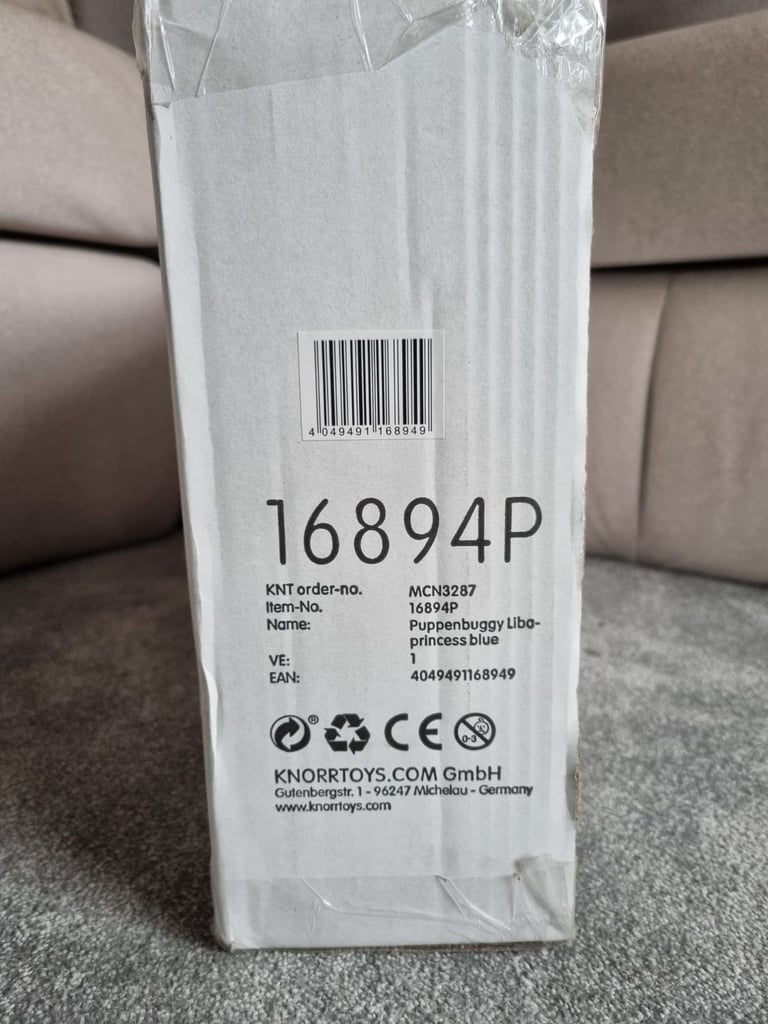 4 049491 168949
16894P
KNT order-no. MCN3287
Item-No. 16894P
Name: Puppenbuggy Liba-
princess blue
VE: 1
EAN: 4049491168949
® CE 0-3
KNORRTOYS.COM GmbH
Gutenbergstr. 1 - 96247 Michelau - Germany
www.knorrtoys.com